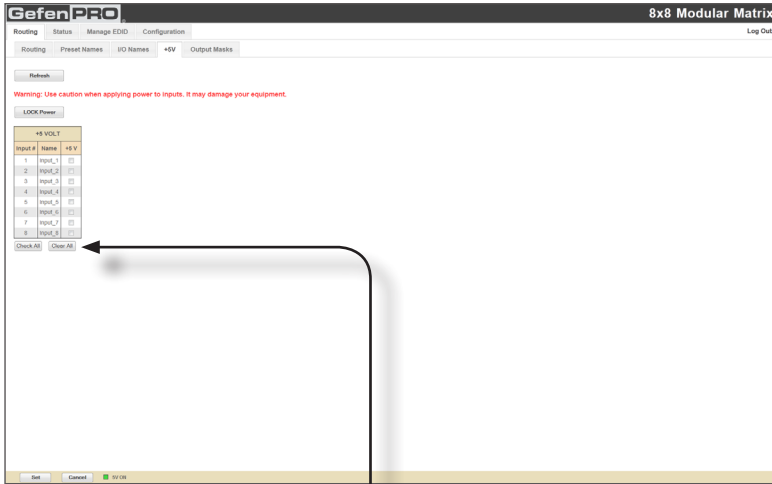 GefenPRO
8x8 Modular Matrix
Routing Status Manage EDID Configuration
Log Out
Routing Preset Names I/O Names +5V Output Masks
Refresh
Warning: Use caution when applying power to inputs. It may damage your equipment.
LOCK Power
+5 VOLT
Input # Name +5 V
1 Input_1
2 Input_2
3 Input_3
4 Input_4
5 Input_5
6 Input_6
7 Input_7
8 Input_8
Check All Clear All
Set Cancel